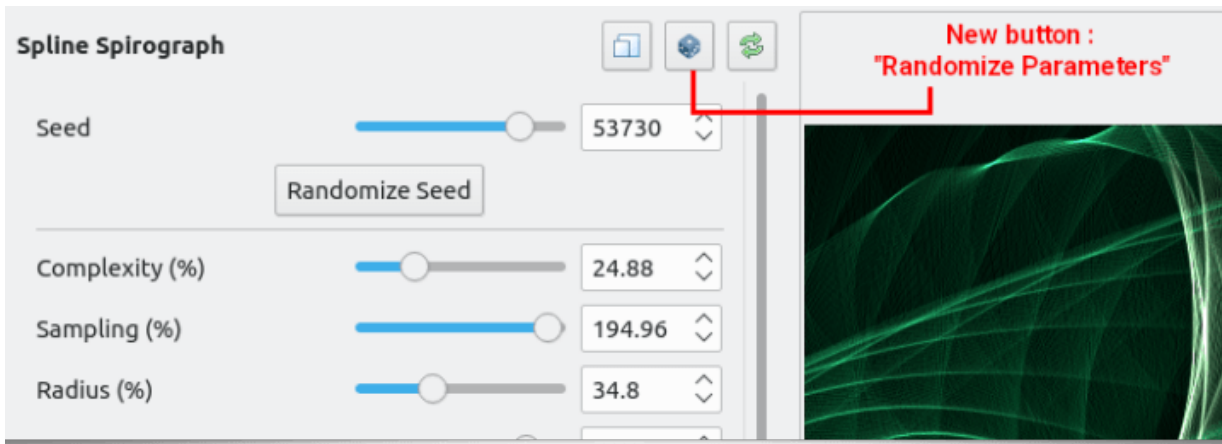 Spline Spirograph
New button :
"Randomize Parameters"
Seed 53730
Randomize Seed
Complexity (%) 24.88
Sampling (%) 194.96
Radius (%) 34.8